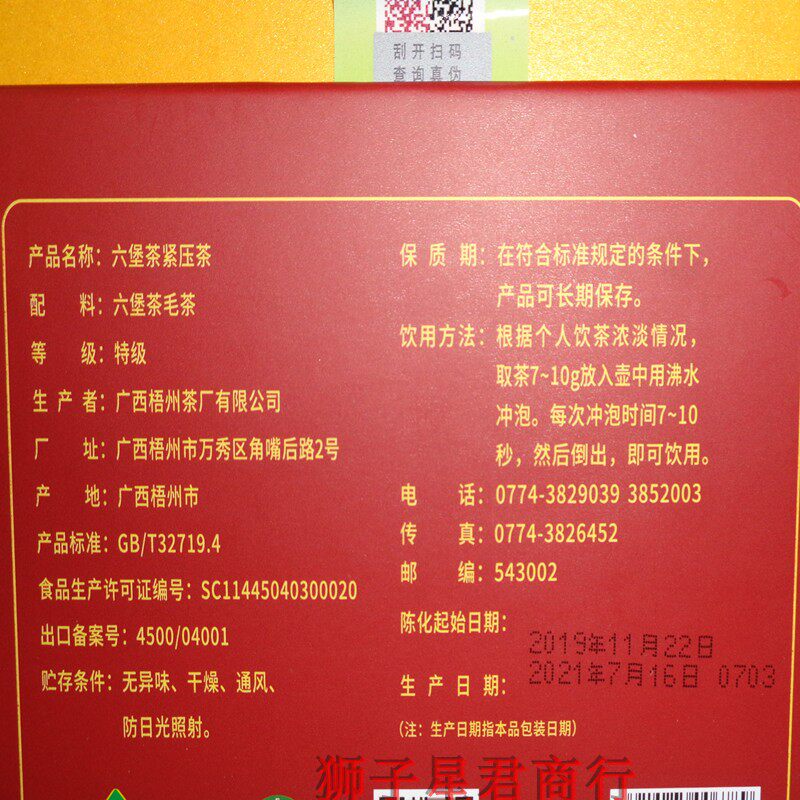 刮开扫码
查询真伪
产品名称：六堡茶紧压茶
配　料：六堡茶毛茶
等　级：特级
生 产 者：广西梧州茶厂有限公司
厂　址：广西梧州市万秀区角嘴后路2号
产　地：广西梧州市
产品标准：GB/T32719.4
食品生产许可证编号：SC11445040300020
出口备案号：4500/04001
贮存条件：无异味、干燥、通风、
防日光照射。
保 质 期：在符合标准规定的条件下，
产品可长期保存。
饮用方法：根据个人饮茶浓淡情况，
取茶7~10g放入壶中用沸水
冲泡。每次冲泡时间7~10
秒，然后倒出，即可饮用。
电　话：0774-3829039 3852003
传　真：0774-3826452
邮　编：543002
陈化起始日期：2019年11月22日
生 产 日 期：2021年7月16日 0703
（注：生产日期指本品包装日期）
狮子星君商行